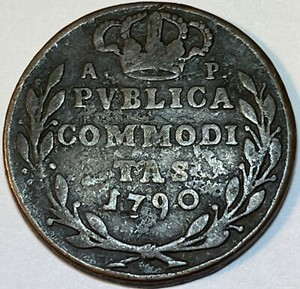 A P.
PVBLICA
COMMODI
TAS
1790